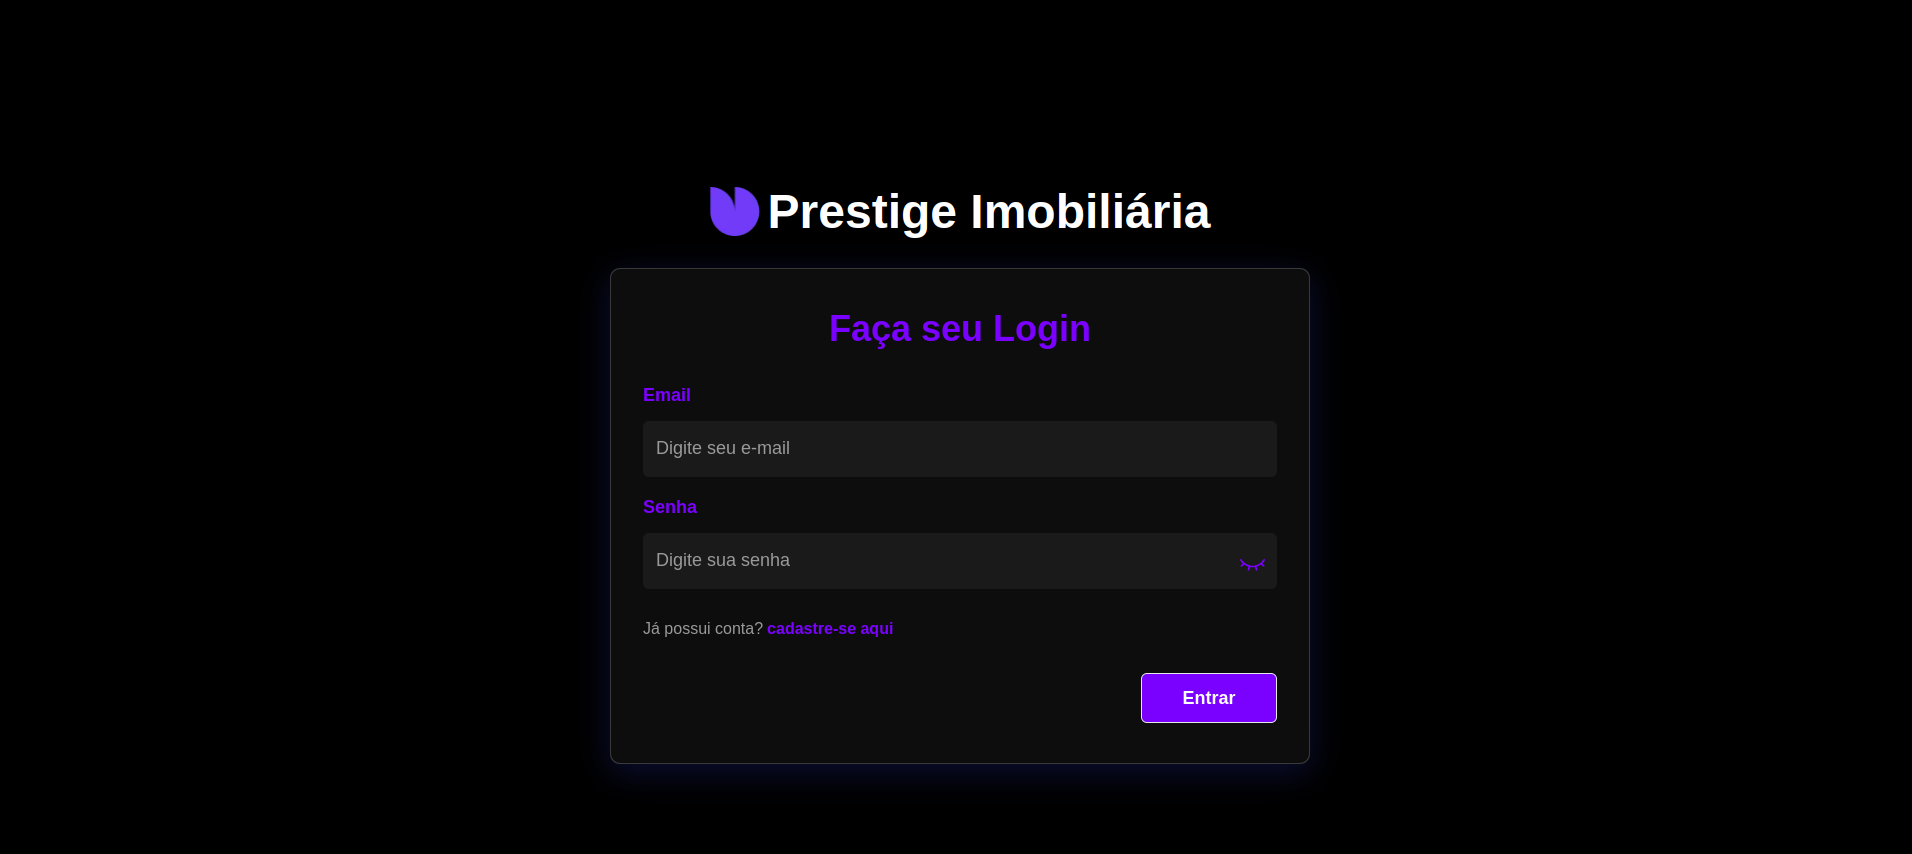 Prestige Imobiliária
Faça seu Login
Email
Digite seu e-mail
Senha
Digite sua senha
Já possui conta? cadastre-se aqui
Entrar